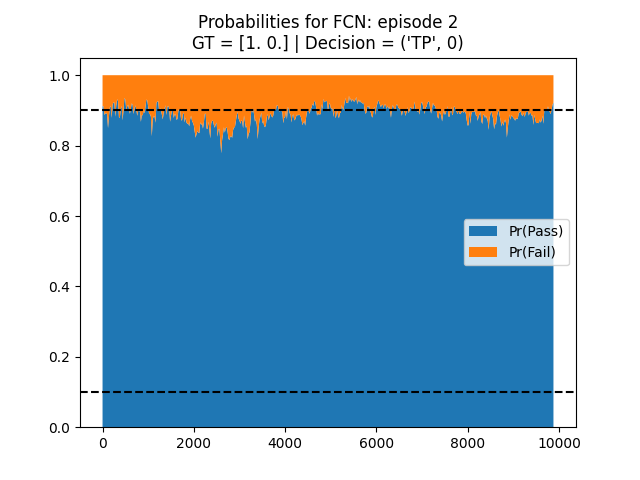 Probabilities for FCN: episode 2
GT = [1. 0.] | Decision = ('TP', 0)
1.0
0.8
0.6
0.4
0.2
0.0
Pr(Pass)
Pr(Fail)
0 2000 4000 6000 8000 10000